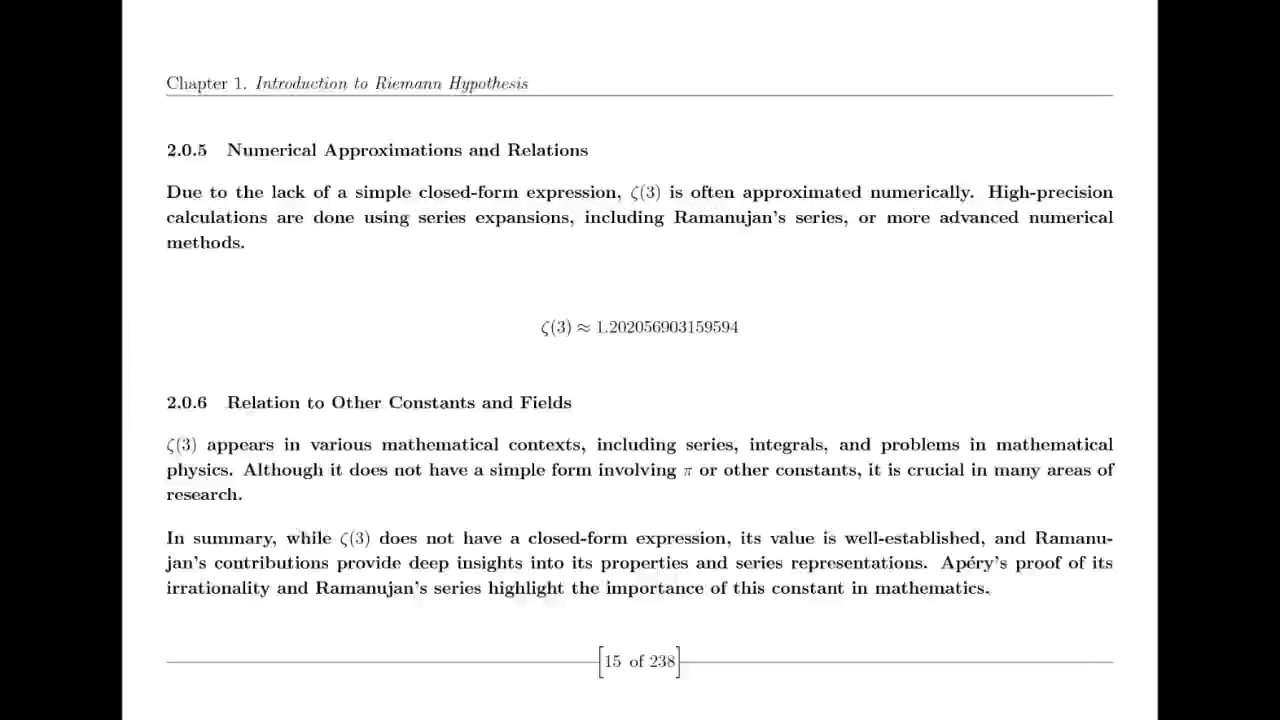 Chapter 1. Introduction to Riemann Hypothesis
2.0.5 Numerical Approximations and Relations
Due to the lack of a simple closed-form expression, ζ(3) is often approximated numerically. High-precision
calculations are done using series expansions, including Ramanujan's series, or more advanced numerical
methods.
ζ(3) ≈ 1.202056903159594
2.0.6 Relation to Other Constants and Fields
ζ(3) appears in various mathematical contexts, including series, integrals, and problems in mathematical
physics. Although it does not have a simple form involving π or other constants, it is crucial in many areas of
research.
In summary, while ζ(3) does not have a closed-form expression, its value is well-established, and Ramanu-
jan's contributions provide deep insights into its properties and series representations. Apéry's proof of its
irrationality and Ramanujan's series highlight the importance of this constant in mathematics.
[15 of 238]